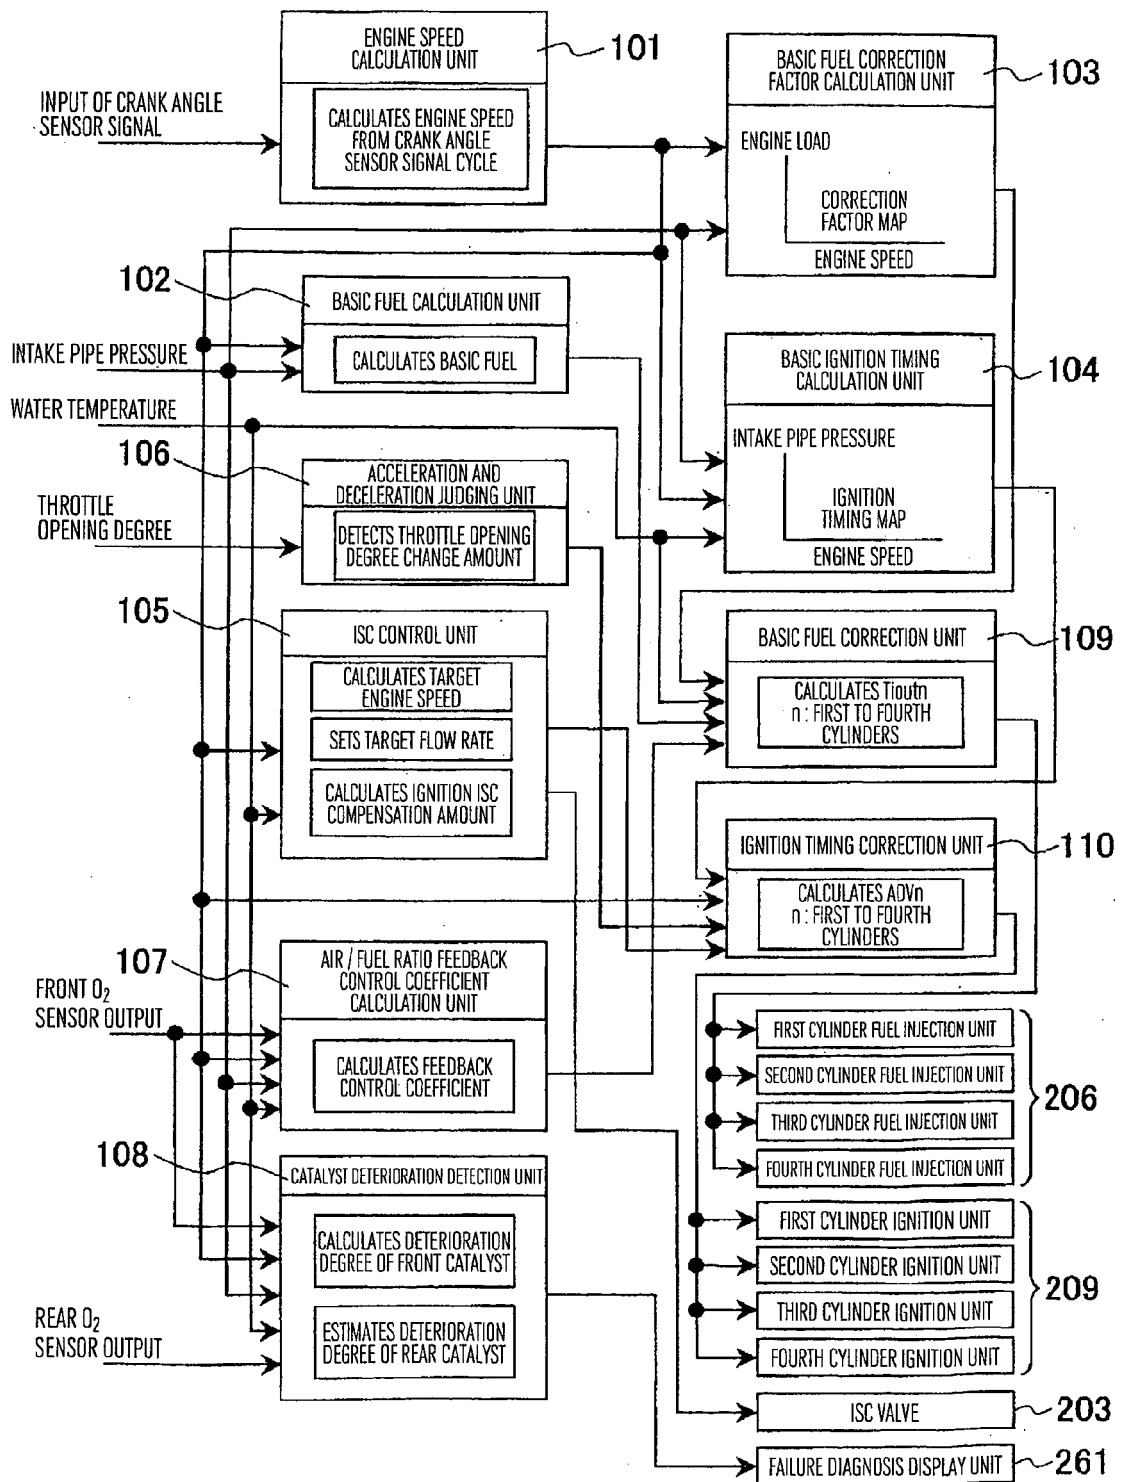 ENGINE SPEED
CALCULATION UNIT
101
INPUT OF CRANK ANGLE
SENSOR SIGNAL
CALCULATES ENGINE SPEED
FROM CRANK ANGLE
SENSOR SIGNAL CYCLE
BASIC FUEL CORRECTION
FACTOR CALCULATION UNIT
103
ENGINE LOAD
CORRECTION
FACTOR MAP
ENGINE SPEED
102
BASIC FUEL CALCULATION UNIT
CALCULATES BASIC FUEL
INTAKE PIPE PRESSURE
WATER TEMPERATURE
BASIC IGNITION TIMING
CALCULATION UNIT
104
INTAKE PIPE PRESSURE
IGNITION
TIMING MAP
ENGINE SPEED
106
ACCELERATION AND
DECELERATION JUDGING UNIT
THROTTLE
OPENING DEGREE
DETECTS THROTTLE OPENING
DEGREE CHANGE AMOUNT
105
ISC CONTROL UNIT
CALCULATES TARGET
ENGINE SPEED
SETS TARGET FLOW RATE
CALCULATES IGNITION ISC
COMPENSATION AMOUNT
BASIC FUEL CORRECTION UNIT
109
CALCULATES Tioutn
n : FIRST TO FOURTH
CYLINDERS
IGNITION TIMING CORRECTION UNIT
110
CALCULATES ADVn
n : FIRST TO FOURTH
CYLINDERS
107
AIR / FUEL RATIO FEEDBACK
CONTROL COEFFICIENT
CALCULATION UNIT
FRONT O2
SENSOR OUTPUT
CALCULATES FEEDBACK
CONTROL COEFFICIENT
FIRST CYLINDER FUEL INJECTION UNIT
SECOND CYLINDER FUEL INJECTION UNIT
THIRD CYLINDER FUEL INJECTION UNIT
FOURTH CYLINDER FUEL INJECTION UNIT
206
108
CATALYST DETERIORATION DETECTION UNIT
CALCULATES DETERIORATION
DEGREE OF FRONT CATALYST
REAR O2
SENSOR OUTPUT
ESTIMATES DETERIORATION
DEGREE OF REAR CATALYST
FIRST CYLINDER IGNITION UNIT
SECOND CYLINDER IGNITION UNIT
THIRD CYLINDER IGNITION UNIT
FOURTH CYLINDER IGNITION UNIT
209
ISC VALVE
203
FAILURE DIAGNOSIS DISPLAY UNIT
261